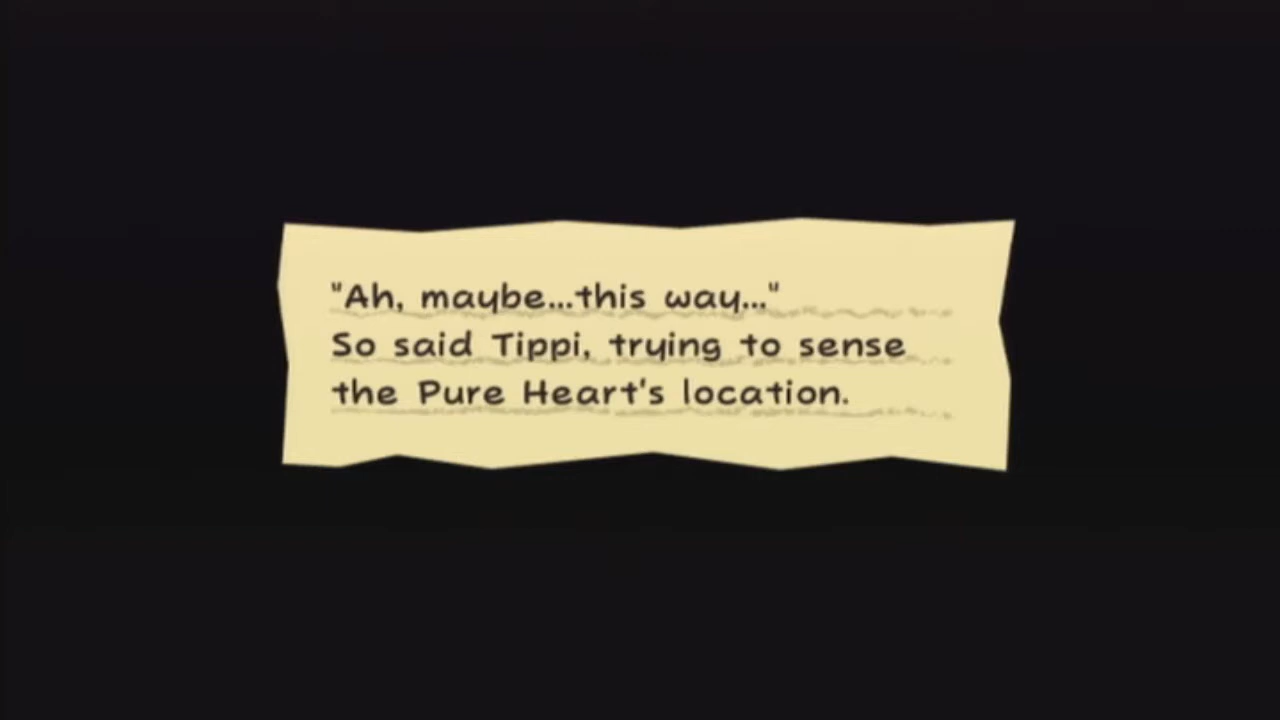 "Ah, maybe...this way..."
So said Tippi, trying to sense
the Pure Heart's location.